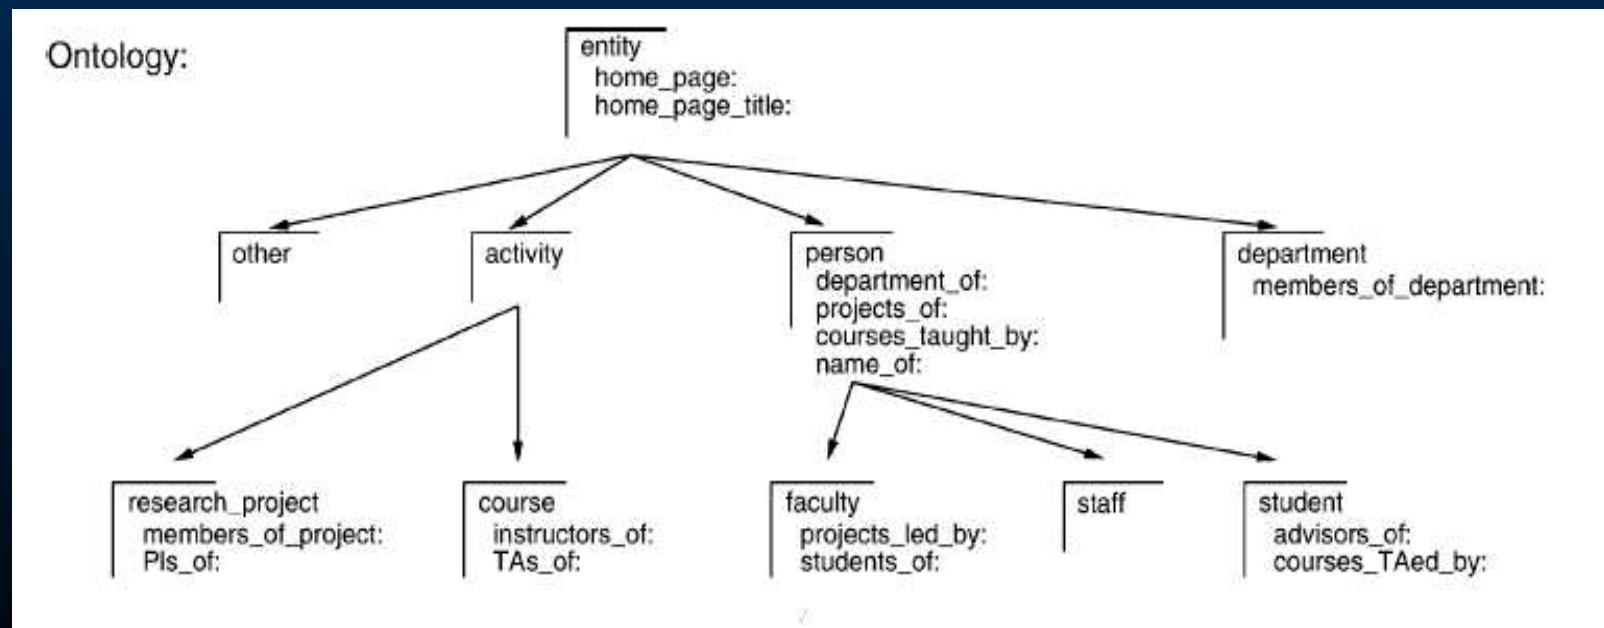 Ontology:
entity
home_page:
home_page_title:
other
activity
person
department_of:
projects_of:
courses_taught_by:
name_of:
department
members_of_department:
research_project
members_of_project:
PIs_of:
course
instructors_of:
TAs_of:
faculty
projects_led_by:
students_of:
staff
student
advisors_of:
courses_TAed_by: